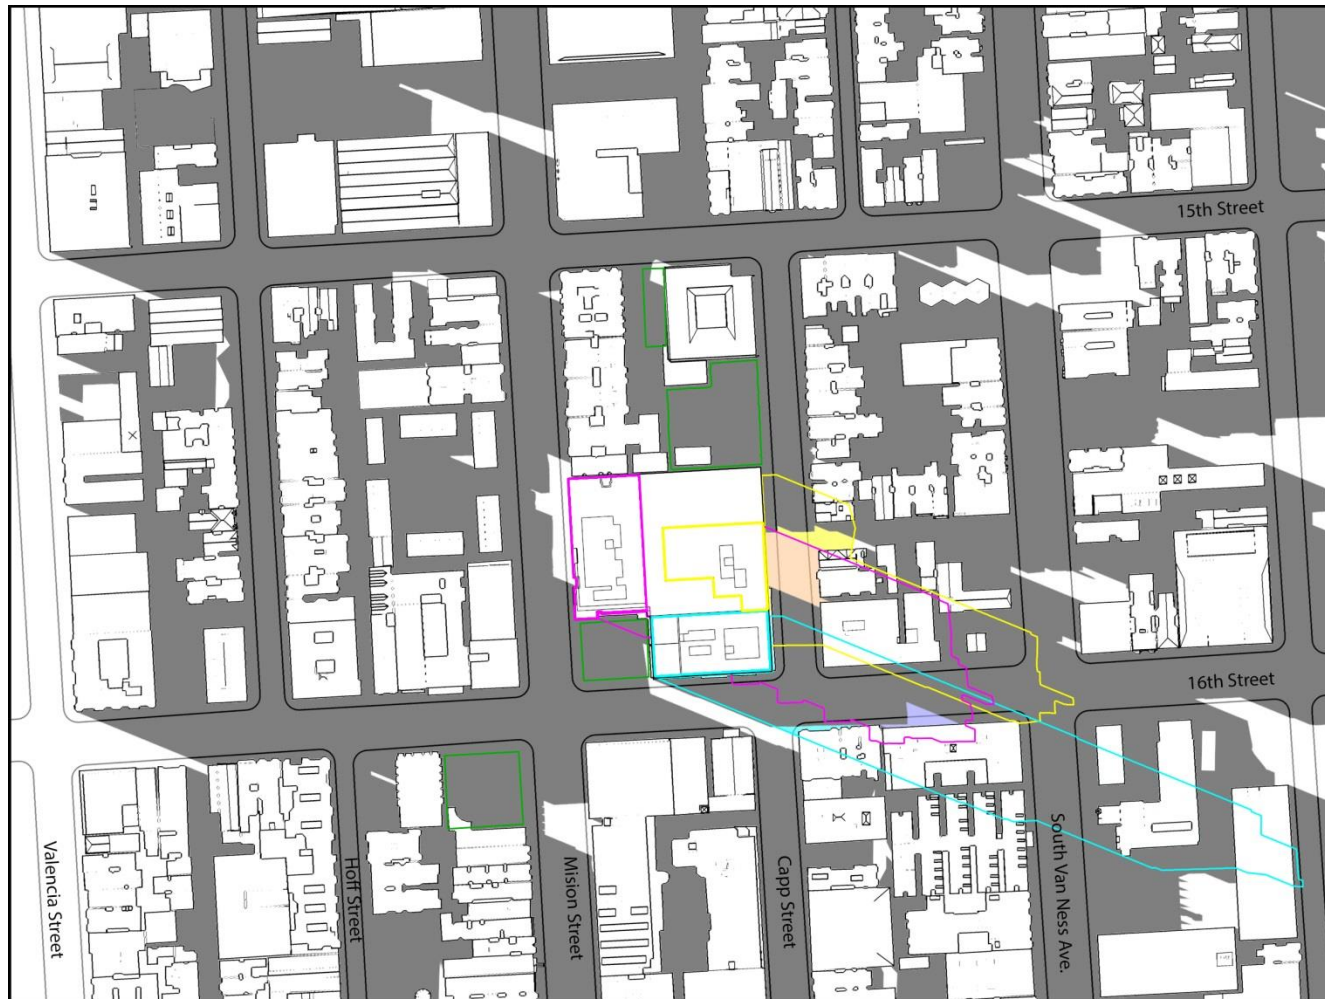 15th Street
16th Street
Valencia Street
Hoff Street
Mision Street
Capp Street
South Van Ness Ave.